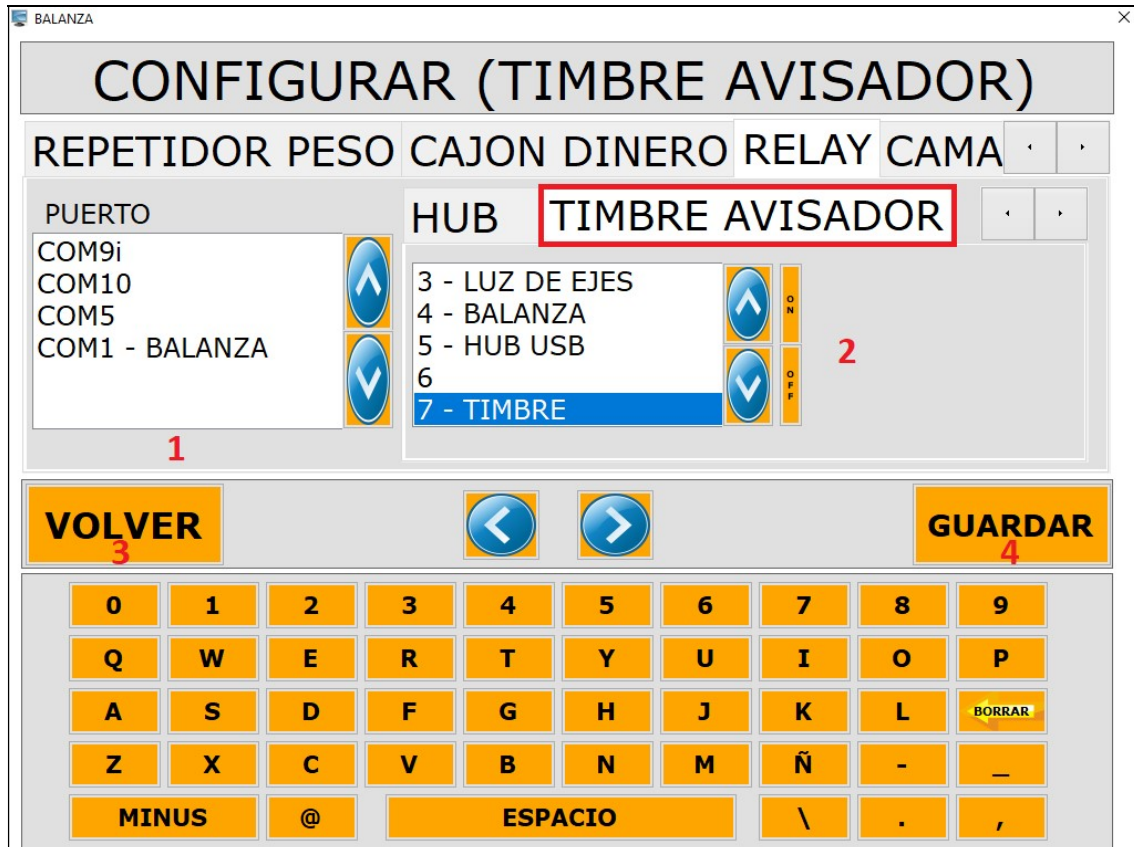 BALANZA
CONFIGURAR (TIMBRE AVISADOR)
REPETIDOR PESO CAJON DINERO RELAY CAMA
PUERTO
COM9i
COM10
COM5
COM1 - BALANZA
1
HUB TIMBRE AVISADOR
3 - LUZ DE EJES
4 - BALANZA
5 - HUB USB
6
7 - TIMBRE
ON
OFF
2
VOLVER
3
GUARDAR
4
0 1 2 3 4 5 6 7 8 9
Q W E R T Y U I O P
A S D F G H J K L BORRAR
Z X C V B N M Ñ - _
MINUS @ ESPACIO \ . ,